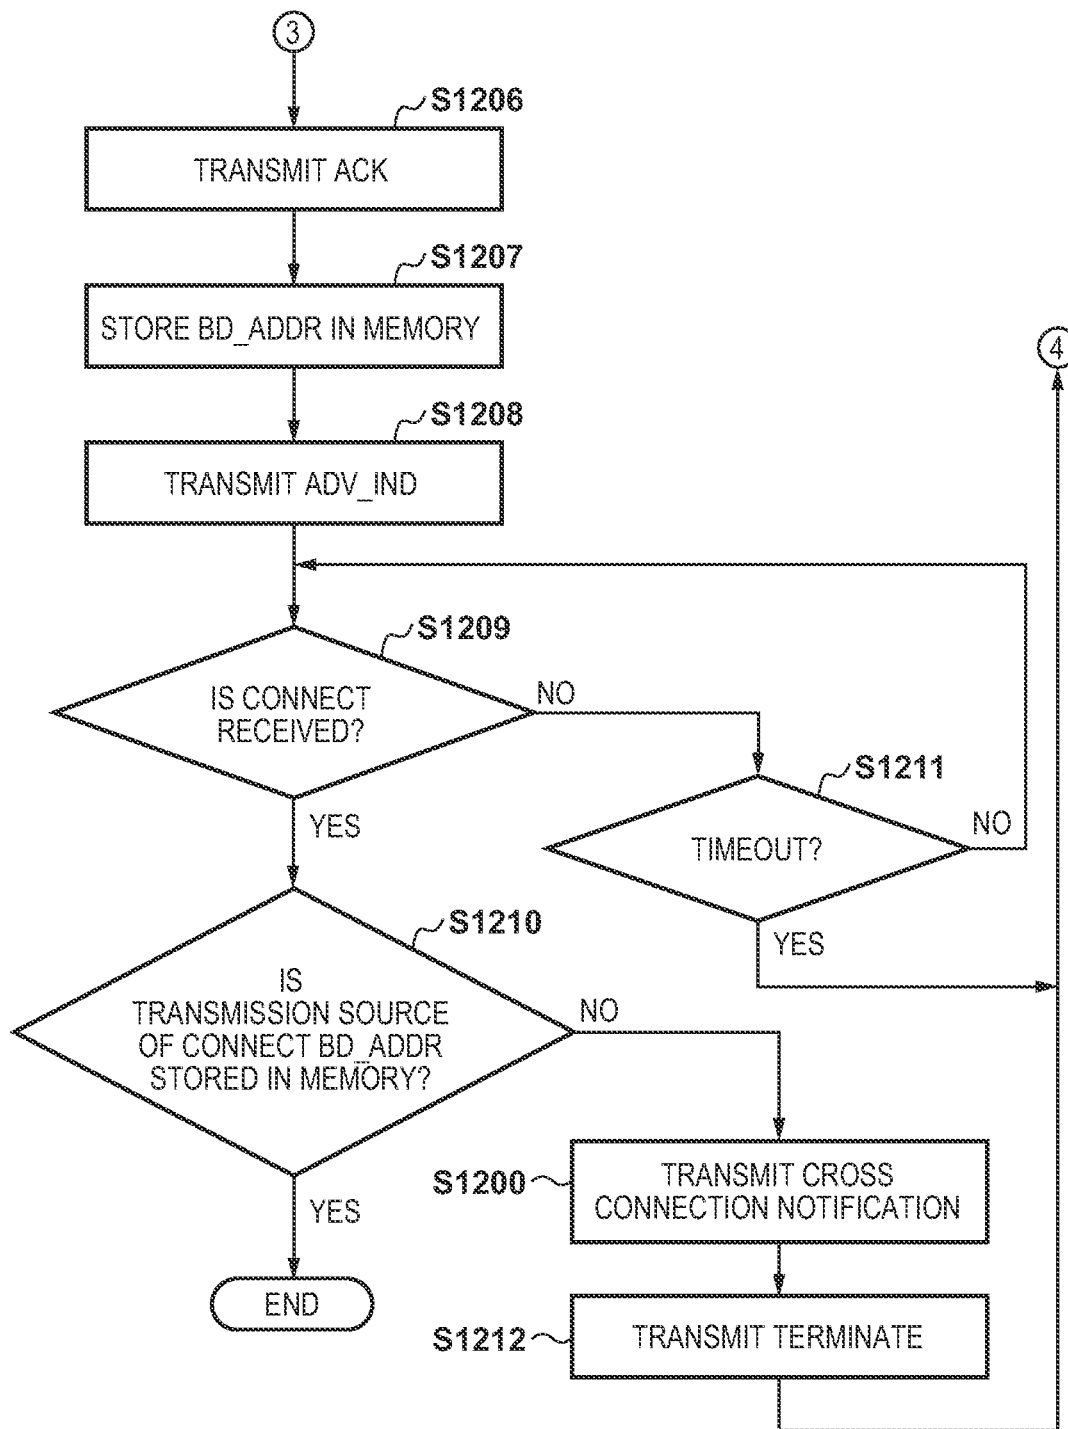 3
S1206
TRANSMIT ACK
S1207
STORE BD_ADDR IN MEMORY
4
S1208
TRANSMIT ADV_IND
S1209
IS CONNECT
RECEIVED?
NO
S1211
TIMEOUT?
NO
YES
YES
S1210
IS
TRANSMISSION SOURCE
OF CONNECT BD_ADDR
STORED IN MEMORY?
NO
S1200
TRANSMIT CROSS
CONNECTION NOTIFICATION
YES
END
S1212
TRANSMIT TERMINATE